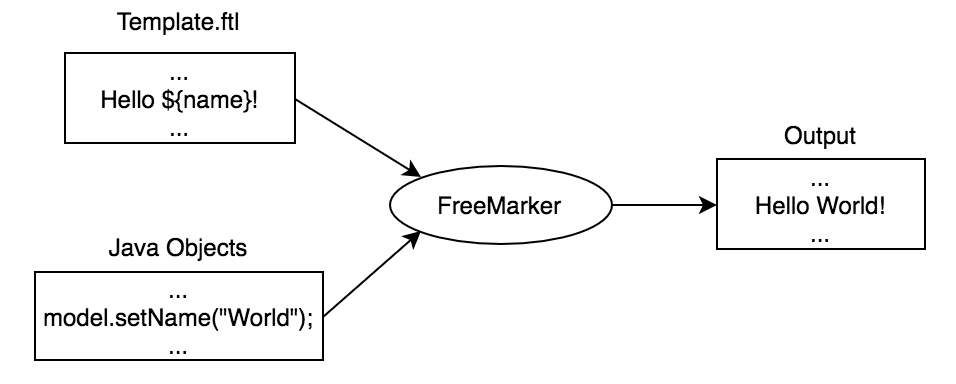 Template.ftl
...
Hello ${name}!
...
Java Objects
...
model.setName("World");
...
FreeMarker
Output
...
Hello World!
...